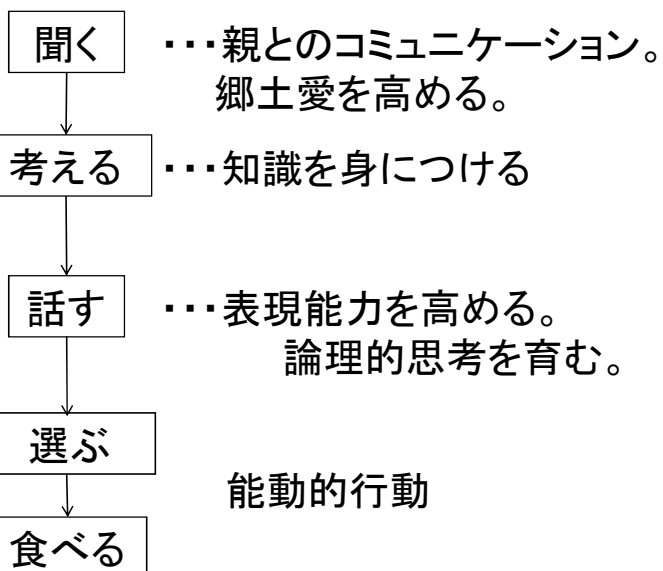 聞く ・・・親とのコミュニケーション。
郷土愛を高める。
考える ・・・知識を身につける
話す ・・・表現能力を高める。
論理的思考を育む。
選ぶ
能動的行動
食べる